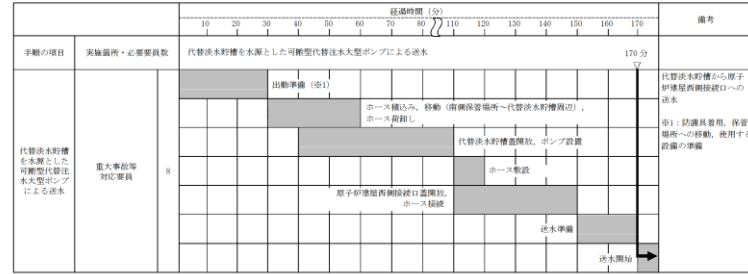 経過時間（分）
備考
10 20 30 40 50 60 70 80 110 120 130 140 150 160 170
手順の項目
実施箇所・必要要員数
代替淡水貯槽を水源とした可搬型代替注水大型ポンプによる送水
170 分
代替淡水貯槽
を水源とした
可搬型代替注
水大型ポンプ
による送水
重大事故等
対応要員
8
出動準備（※1）
ホース積込み，移動（南側保管場所～代替淡水貯槽周辺），
ホース荷卸し
代替淡水貯槽蓋開放，ポンプ設置
ホース敷設
原子炉建屋西側接続口蓋開放，
ホース接続
送水準備
送水開始
代替淡水貯槽から原子
炉建屋西側接続口への
送水
※1：防護具着用，保管
場所への移動，使用する
設備の準備